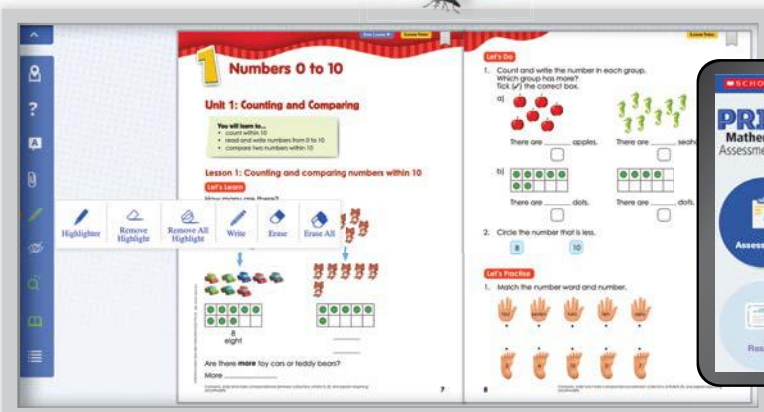 Numbers 0 to 10
1
Unit 1: Counting and Comparing
You will learn to...
• count within 10
• read and write numbers from 0 to 10
• compare two numbers within 10
Lesson 1: Counting and comparing numbers within 10
Let's Learn
How many are there?
Highlighter
Remove Highlight
Remove All Highlight
Write
Erase
Erase All
8
eight
Are there more toy cars or teddy bears?
More
7
Let's Do
1. Count and write the number in each group.
Which group has more?
Tick (✓) the correct box.
a)
There are ______ apples.
There are ______
b)
There are ______ dots.
There are ______ dots.
2. Circle the number that is less.
8 10
Let's Practise
1. Match the number word and number.
8